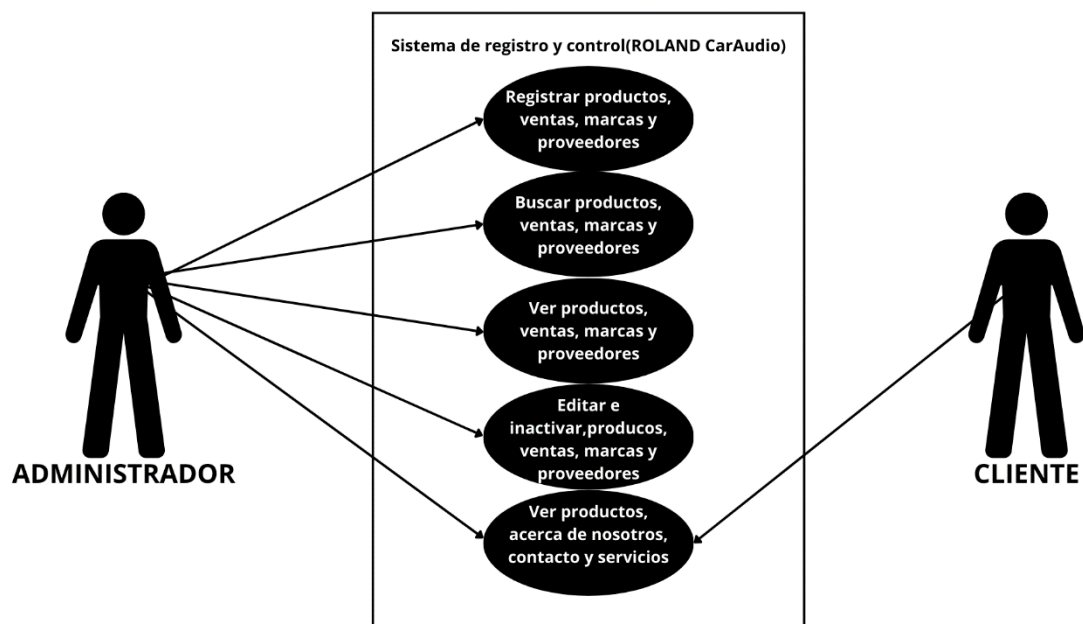 Sistema de registro y control(ROLAND CarAudio)
Registrar productos,
ventas, marcas y
proveedores
Buscar productos,
ventas, marcas y
proveedores
Ver productos,
ventas, marcas y
proveedores
Editar e
inactivar,producos,
ventas, marcas y
proveedores
Ver productos,
acerca de nosotros,
contacto y servicios
ADMINISTRADOR
CLIENTE